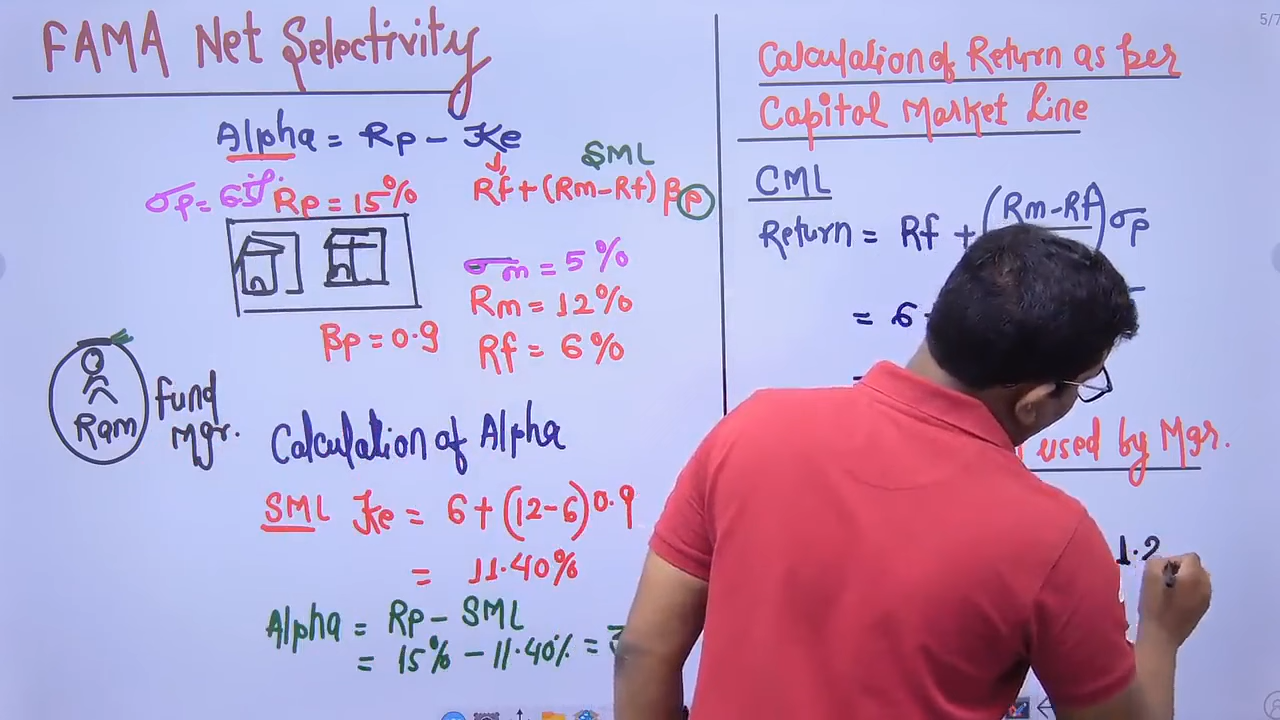 FAMA Net Selectivity
Alpha = Rp - Ke
SML
σp = 6.5%
Rp = 15%
Rf + (Rm-Rf) βp
σm = 5%
Rm = 12%
βp = 0.9
Rf = 6%
Ram
Fund
Mgr.
Calculation of Alpha
SML Ke = 6 + (12-6) 0.9
= 11.40%
Alpha = Rp - SML
= 15% - 11.40% =
5/7
Calculation of Return as per
Capital Market Line
CML
Return = Rf + (Rm-Rf) σp
= 6
used by Mgr.
1.2